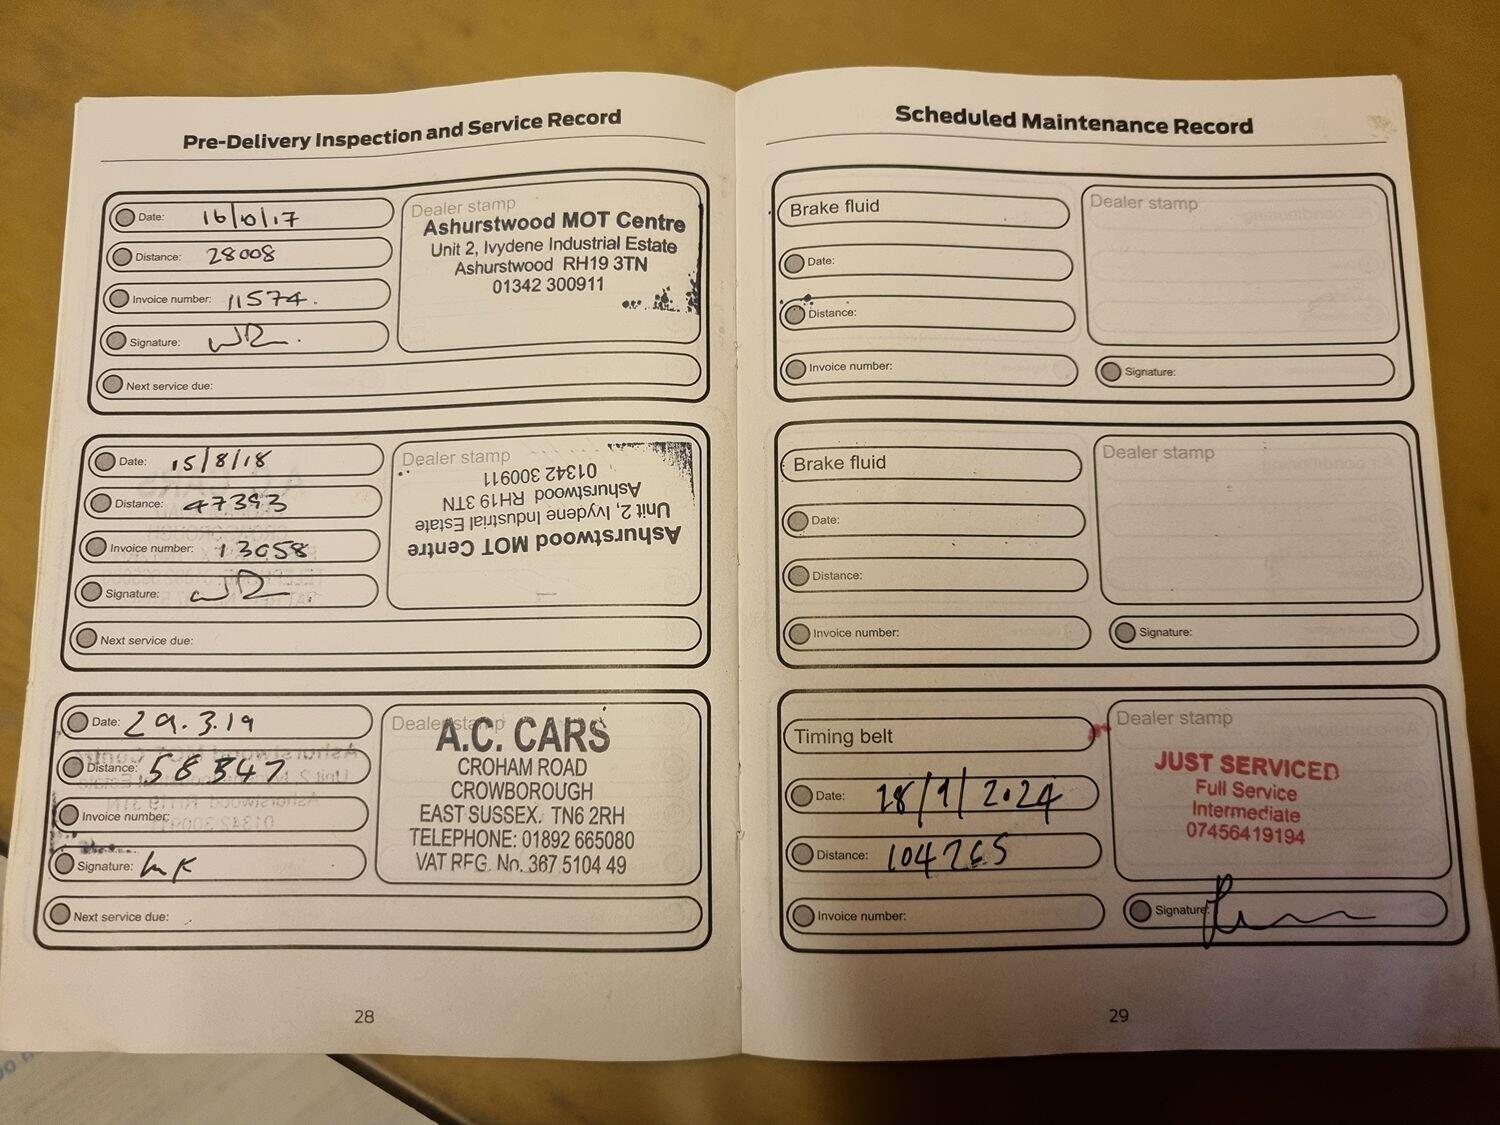 Pre-Delivery Inspection and Service Record
Date: 16/10/17
Distance: 28008
Invoice number: 11574.
Signature:
Next service due:
Dealer stamp
Ashurstwood MOT Centre
Unit 2, Ivydene Industrial Estate
Ashurstwood RH19 3TN
01342 300911
Date: 15/8/18
Distance: 47393
Invoice number: 13058
Signature:
Next service due:
Dealer stamp
Ashurstwood MOT Centre
Unit 2, Ivydene Industrial Estate
Ashurstwood RH19 3TN
01342 300911
Date: 29.3.19
Distance: 58347
Invoice number:
Signature:
Next service due:
Dealer stamp
A.C. CARS
CROHAM ROAD
CROWBOROUGH
EAST SUSSEX. TN6 2RH
TELEPHONE: 01892 665080
VAT REG. No. 367 5104 49
28
Scheduled Maintenance Record
Brake fluid
Date:
Distance:
Invoice number:
Dealer stamp
Signature:
Brake fluid
Date:
Distance:
Invoice number:
Dealer stamp
Signature:
Timing belt
Date: 18/9/2024
Distance: 104765
Invoice number:
Dealer stamp
JUST SERVICED
Full Service
Intermediate
07456419194
Signature:
29